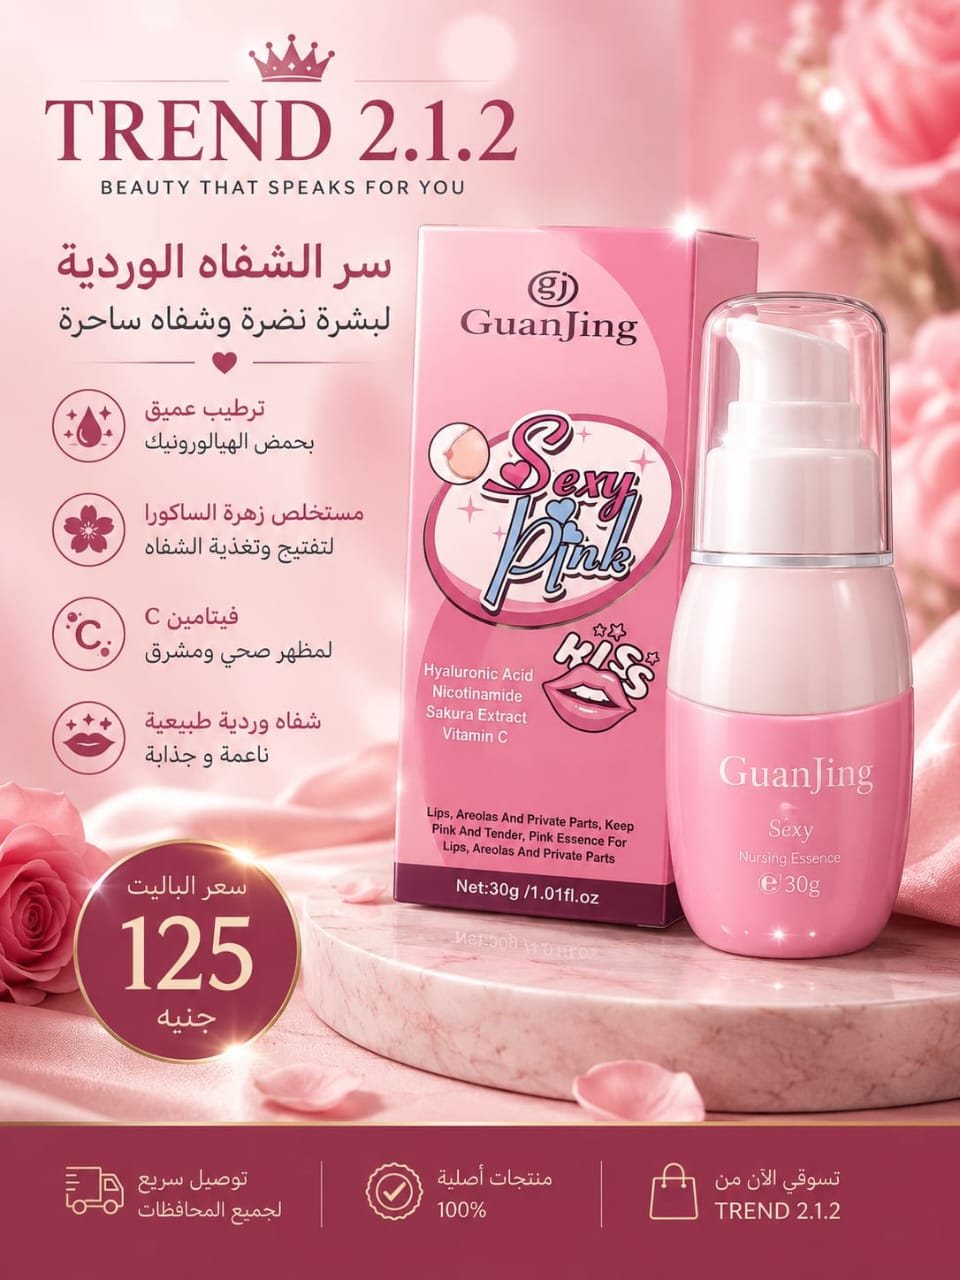 TREND 2.1.2
BEAUTY THAT SPEAKS FOR YOU
سر الشفاه الوردية
لبشرة نضرة وشفاه ساحرة
ترطيب عميق
بحمض الهيالورونيك
مستخلص زهرة الساكورا
لتفتيح وتغذية الشفاه
فيتامين C
لمظهر صحي ومشرق
شفاه وردية طبيعية
ناعمة و جذابة
C
سعر الباليت
125
جنيه
gj
GuanJing
Sexy
Pink
KISS
Hyaluronic Acid
Nicotinamide
Sakura Extract
Vitamin C
Lips, Areolas And Private Parts, Keep
Pink And Tender, Pink Essence For
Lips, Areolas And Private Parts
Net:30g /1.01fl.oz
GuanJing
Sexy
Nursing Essence
e 30g
توصيل سريع
لجميع المحافظات
منتجات أصلية
100%
تسوقي الآن من
TREND 2.1.2